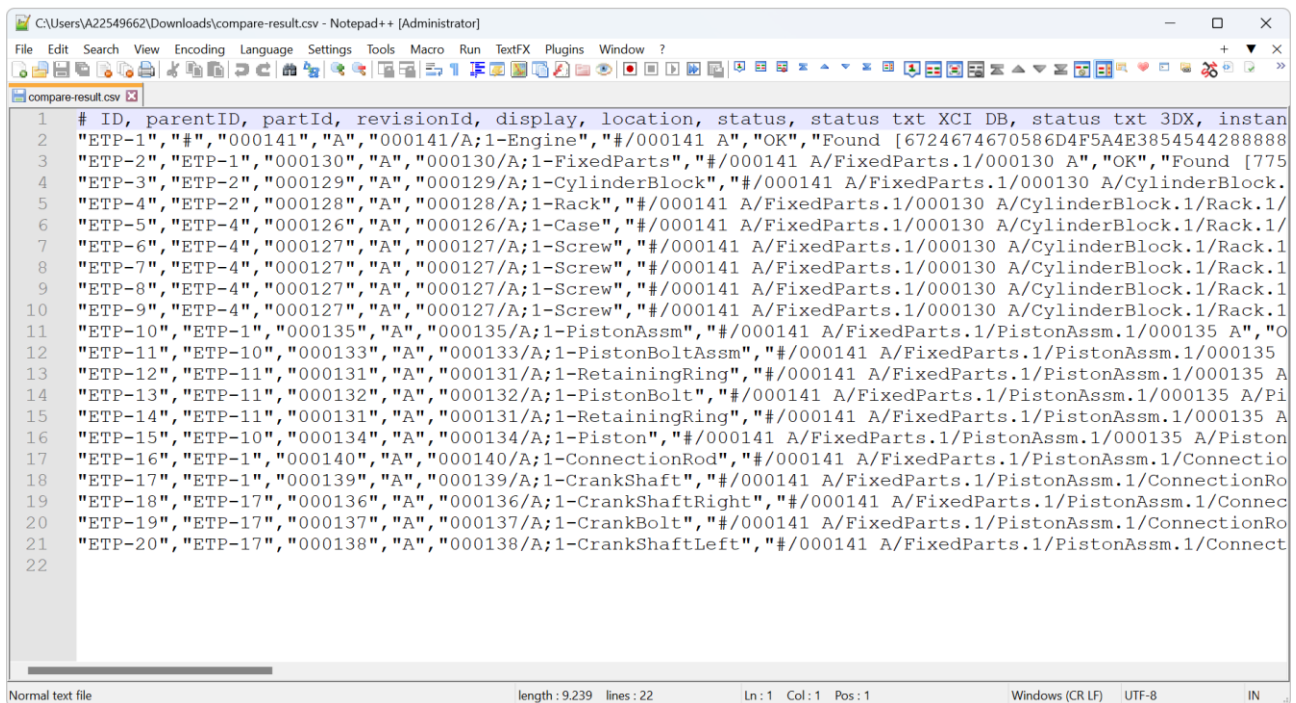 C:\Users\A22549662\Downloads\compare-result.csv - Notepad++ [Administrator]
File Edit Search View Encoding Language Settings Tools Macro Run TextFX Plugins Window ?
compare-result.csv
1 # ID, parentID, partId, revisionId, display, location, status, status txt XCI DB, status txt 3DX, instan
2 "ETP-1","#","000141","A","000141/A;1-Engine","#/000141 A","OK","Found [6724674670586D4F5A4E3854544288888
3 "ETP-2","ETP-1","000130","A","000130/A;1-FixedParts","#/000141 A/FixedParts.1/000130 A","OK","Found [775
4 "ETP-3","ETP-2","000129","A","000129/A;1-CylinderBlock","#/000141 A/FixedParts.1/000130 A/CylinderBlock.
5 "ETP-4","ETP-2","000128","A","000128/A;1-Rack","#/000141 A/FixedParts.1/000130 A/CylinderBlock.1/Rack.1/
6 "ETP-5","ETP-4","000126","A","000126/A;1-Case","#/000141 A/FixedParts.1/000130 A/CylinderBlock.1/Rack.1/
7 "ETP-6","ETP-4","000127","A","000127/A;1-Screw","#/000141 A/FixedParts.1/000130 A/CylinderBlock.1/Rack.1
8 "ETP-7","ETP-4","000127","A","000127/A;1-Screw","#/000141 A/FixedParts.1/000130 A/CylinderBlock.1/Rack.1
9 "ETP-8","ETP-4","000127","A","000127/A;1-Screw","#/000141 A/FixedParts.1/000130 A/CylinderBlock.1/Rack.1
10 "ETP-9","ETP-4","000127","A","000127/A;1-Screw","#/000141 A/FixedParts.1/000130 A/CylinderBlock.1/Rack.1
11 "ETP-10","ETP-1","000135","A","000135/A;1-PistonAssm","#/000141 A/FixedParts.1/PistonAssm.1/000135 A","O
12 "ETP-11","ETP-10","000133","A","000133/A;1-PistonBoltAssm","#/000141 A/FixedParts.1/PistonAssm.1/000135
13 "ETP-12","ETP-11","000131","A","000131/A;1-RetainingRing","#/000141 A/FixedParts.1/PistonAssm.1/000135 A
14 "ETP-13","ETP-11","000132","A","000132/A;1-PistonBolt","#/000141 A/FixedParts.1/PistonAssm.1/000135 A/Pi
15 "ETP-14","ETP-11","000131","A","000131/A;1-RetainingRing","#/000141 A/FixedParts.1/PistonAssm.1/000135 A
16 "ETP-15","ETP-10","000134","A","000134/A;1-Piston","#/000141 A/FixedParts.1/PistonAssm.1/000135 A/Piston
17 "ETP-16","ETP-1","000140","A","000140/A;1-ConnectionRod","#/000141 A/FixedParts.1/PistonAssm.1/Connectio
18 "ETP-17","ETP-1","000139","A","000139/A;1-CrankShaft","#/000141 A/FixedParts.1/PistonAssm.1/ConnectionRo
19 "ETP-18","ETP-17","000136","A","000136/A;1-CrankShaftRight","#/000141 A/FixedParts.1/PistonAssm.1/Connec
20 "ETP-19","ETP-17","000137","A","000137/A;1-CrankBolt","#/000141 A/FixedParts.1/PistonAssm.1/ConnectionRo
21 "ETP-20","ETP-17","000138","A","000138/A;1-CrankShaftLeft","#/000141 A/FixedParts.1/PistonAssm.1/Connect
22
Normal text file length : 9.239 lines : 22 Ln : 1 Col : 1 Pos : 1 Windows (CR LF) UTF-8 IN